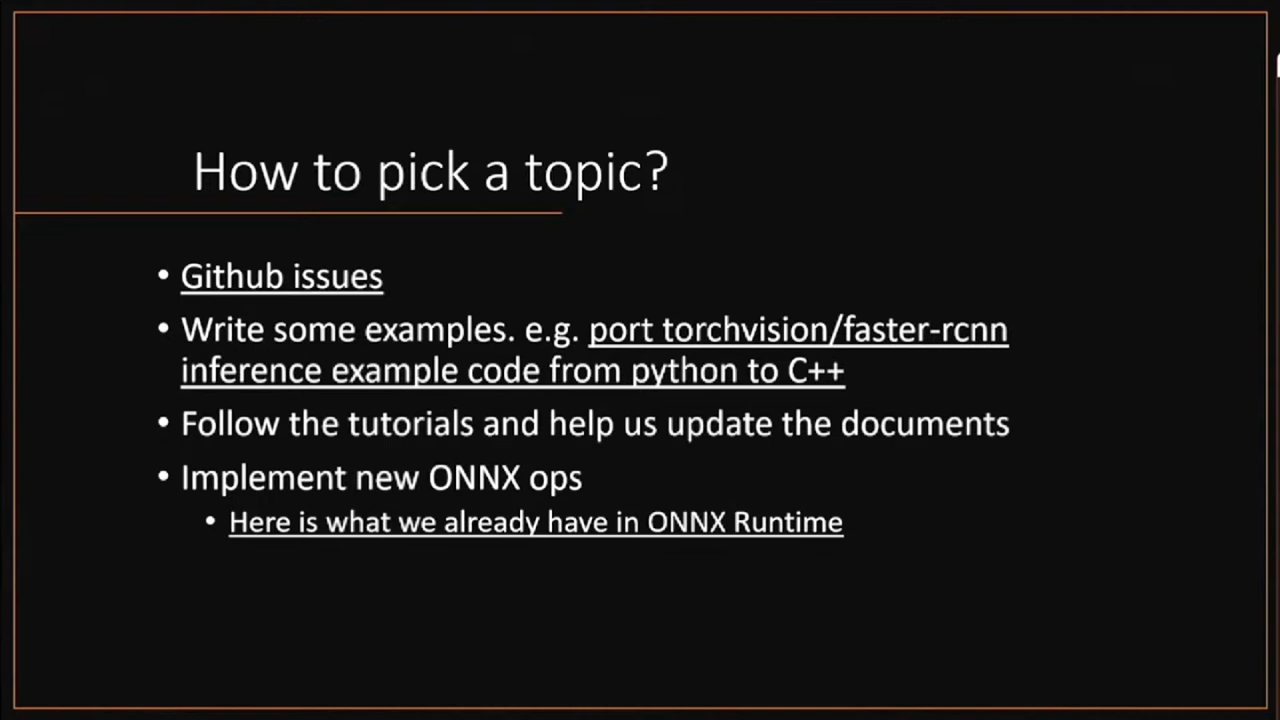 How to pick a topic?
• Github issues
• Write some examples. e.g. port torchvision/faster-rcnn
inference example code from python to C++
• Follow the tutorials and help us update the documents
• Implement new ONNX ops
• Here is what we already have in ONNX Runtime